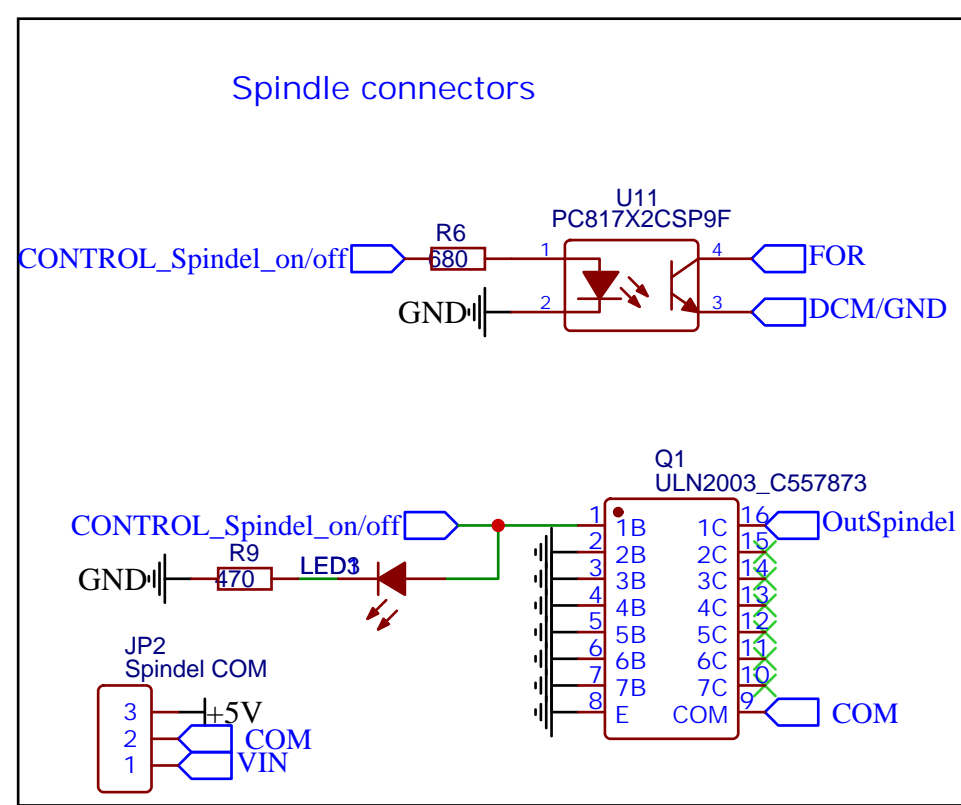 Spindle connectors
U11
PC817X2CSP9F
CONTROL_Spindel_on/off
R6
680
1
2
4
3
FOR
DCM/GND
GND
Q1
ULN2003_C557873
CONTROL_Spindel_on/off
R9
470
GND
1 1B 1C 16 OutSpindel
2 2B 2C 15
3 3B 3C 14
4 4B 4C 13
5 5B 5C 12
6 6B 6C 11
7 7B 7C 10
8 E COM 9 COM
JP2
Spindel COM
3 +5V
2 COM
1 VIN